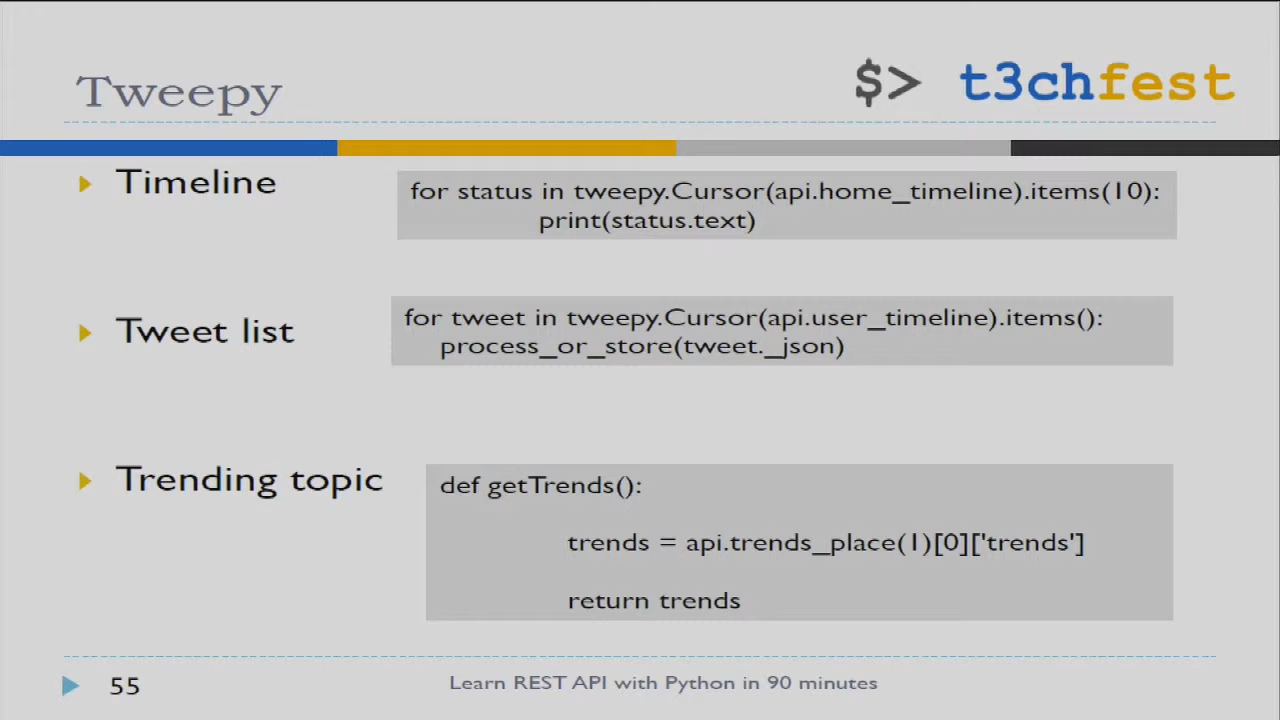 Tweepy
$> t3chfest
Timeline
for status in tweepy.Cursor(api.home_timeline).items(10):
print(status.text)
Tweet list
for tweet in tweepy.Cursor(api.user_timeline).items():
process_or_store(tweet._json)
Trending topic
def getTrends():
trends = api.trends_place(1)[0]['trends']
return trends
55
Learn REST API with Python in 90 minutes